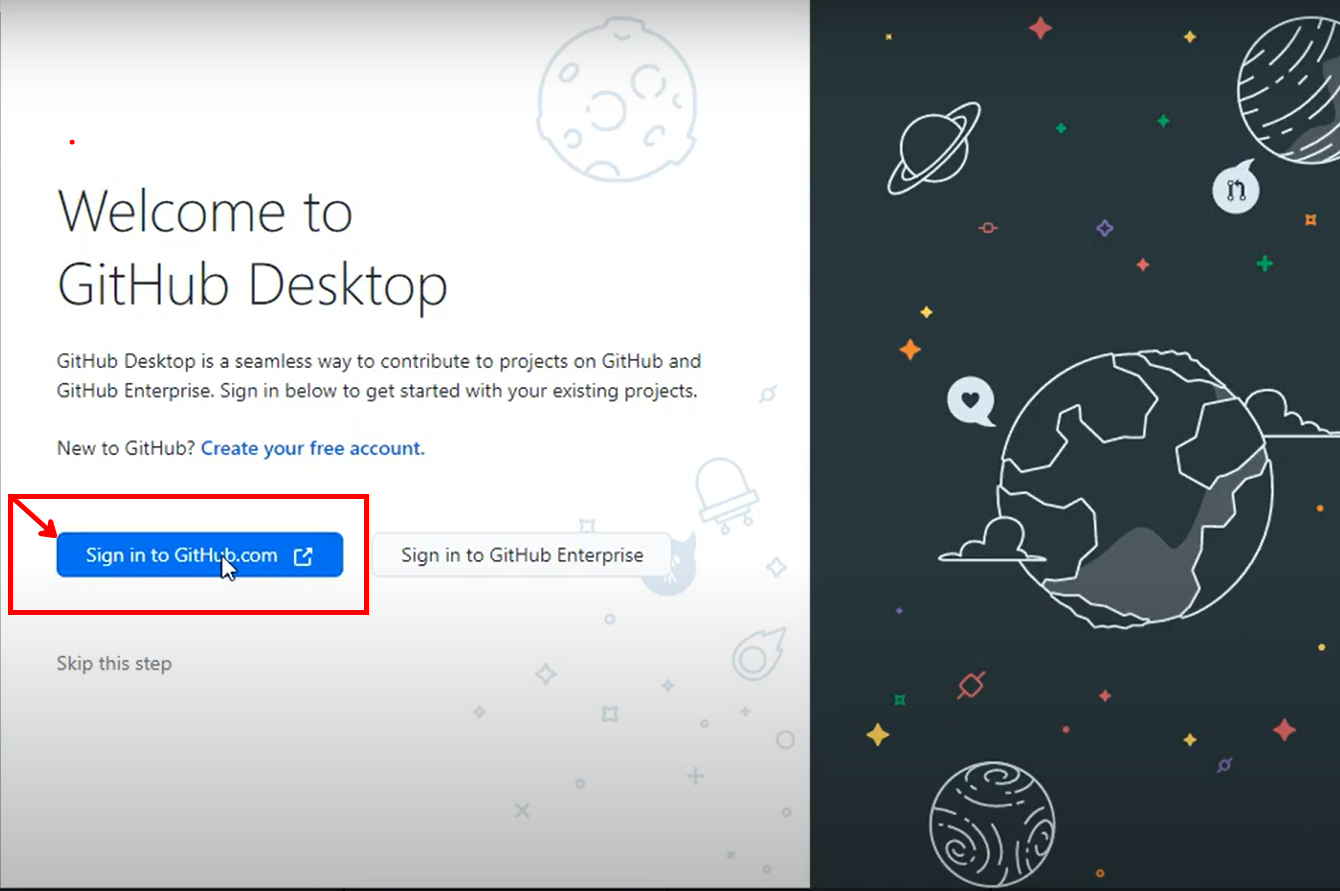 Welcome to
GitHub Desktop
GitHub Desktop is a seamless way to contribute to projects on GitHub and
GitHub Enterprise. Sign in below to get started with your existing projects.
New to GitHub? Create your free account.
Sign in to GitHub.com
Sign in to GitHub Enterprise
Skip this step